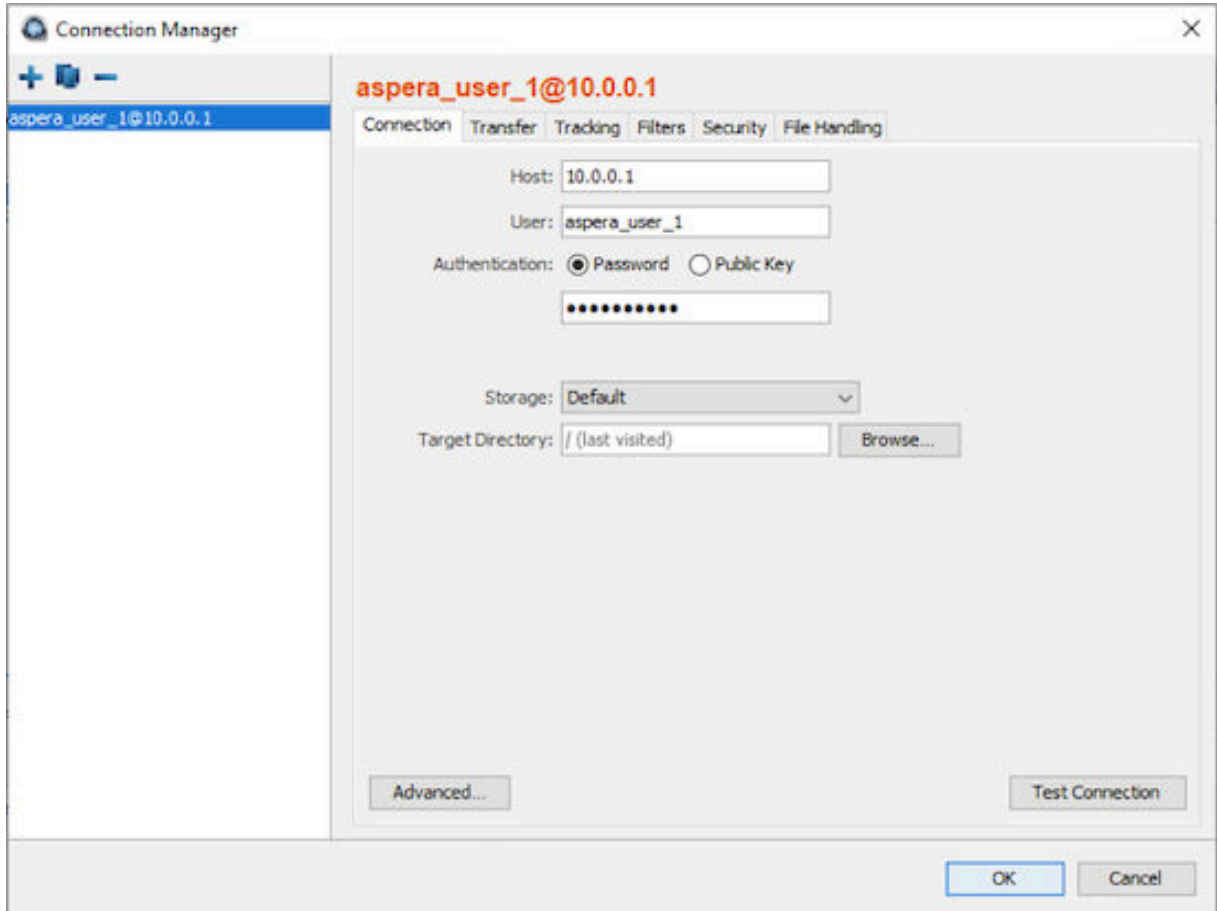 Connection Manager
aspera_user_1@10.0.0.1
aspera_user_1@10.0.0.1
Connection Transfer Tracking Filters Security File Handling
Host: 10.0.0.1
User: aspera_user_1
Authentication: Password Public Key
••••••••••
Storage: Default
Target Directory: / (last visited) Browse...
Advanced... Test Connection
OK Cancel